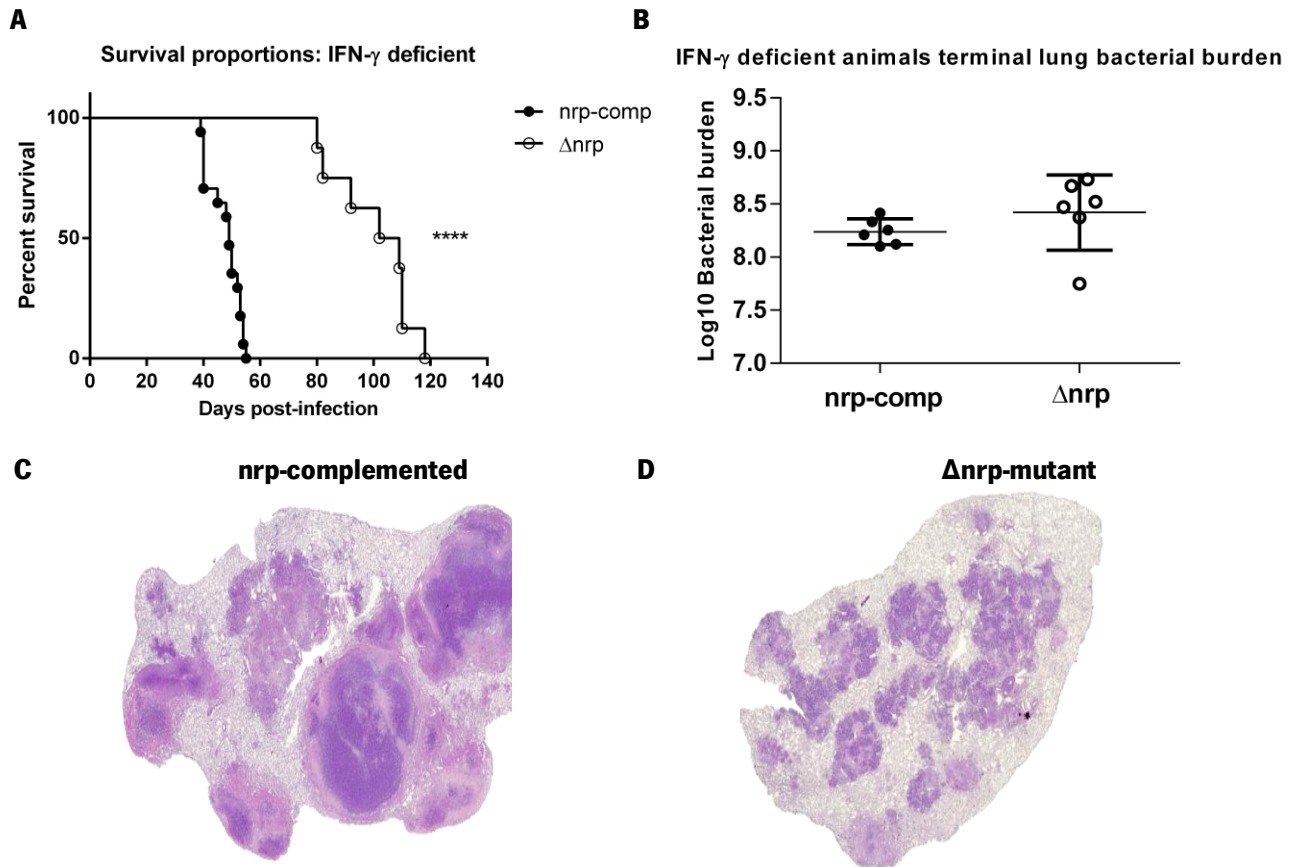 A
Survival proportions: IFN-γ deficient
100
50
0
Percent survival
0 20 40 60 80 100 120 140
Days post-infection
nrp-comp
Δnrp
****
B
IFN-γ deficient animals terminal lung bacterial burden
9.5
9.0
8.5
8.0
7.5
7.0
Log10 Bacterial burden
nrp-comp
Δnrp
C
nrp-complemented
D
Δnrp-mutant